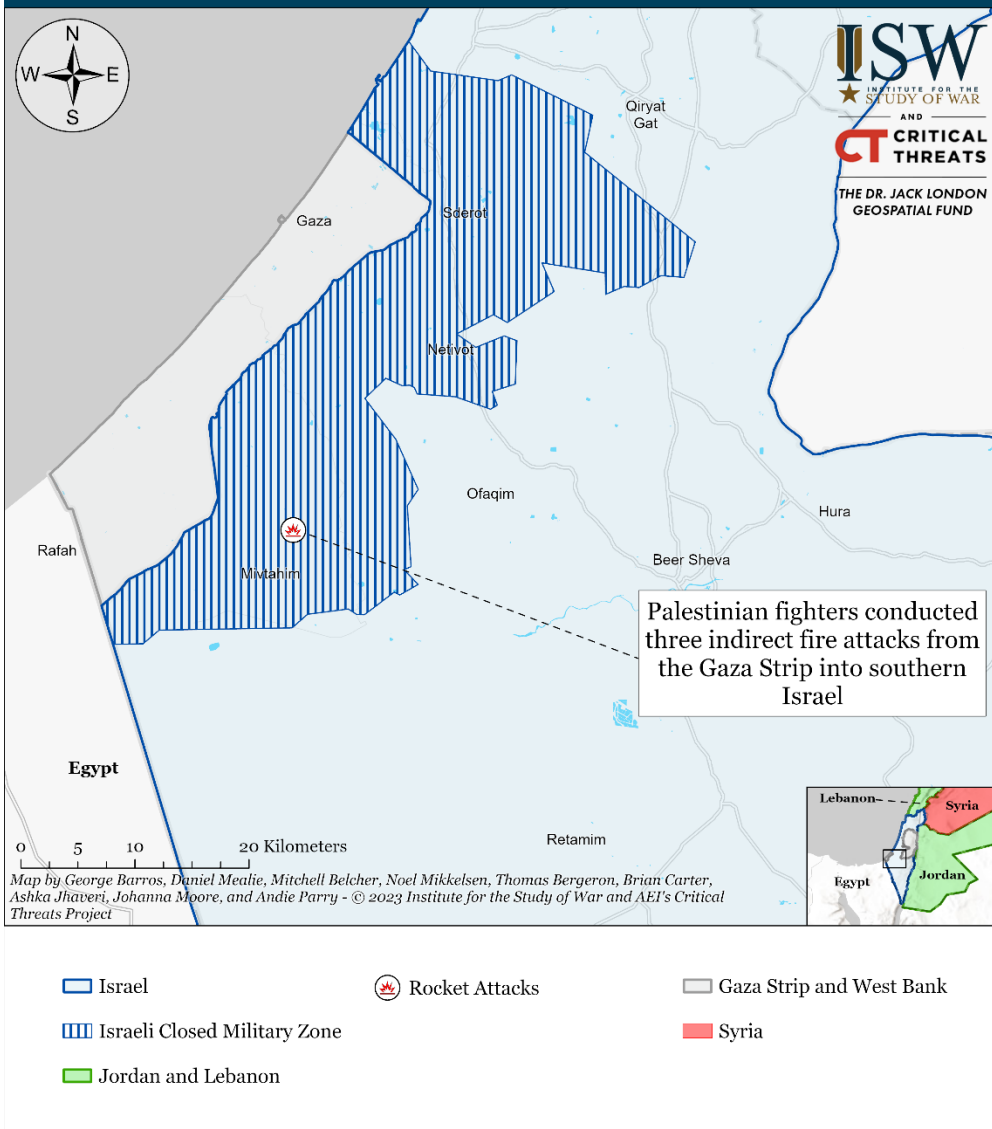 N
W E
S
ISW
INSTITUTE FOR THE
STUDY OF WAR
AND
CT CRITICAL
THREATS
THE DR. JACK LONDON
GEOSPATIAL FUND
Qiryat
Gat
Gaza
Sderot
Netivot
Ofaqim
Hura
Rafah
Beer Sheva
Mivtahim
Palestinian fighters conducted
three indirect fire attacks from
the Gaza Strip into southern
Israel
Egypt
Retamim
0 5 10 20 Kilometers
Map by George Barros, Daniel Mealie, Mitchell Belcher, Noel Mikkelsen, Thomas Bergeron, Brian Carter,
Ashka Jhaveri, Johanna Moore, and Andie Parry - © 2023 Institute for the Study of War and AEI's Critical
Threats Project
Lebanon
Syria
Egypt
Jordan
Israel
Rocket Attacks
Gaza Strip and West Bank
Israeli Closed Military Zone
Syria
Jordan and Lebanon